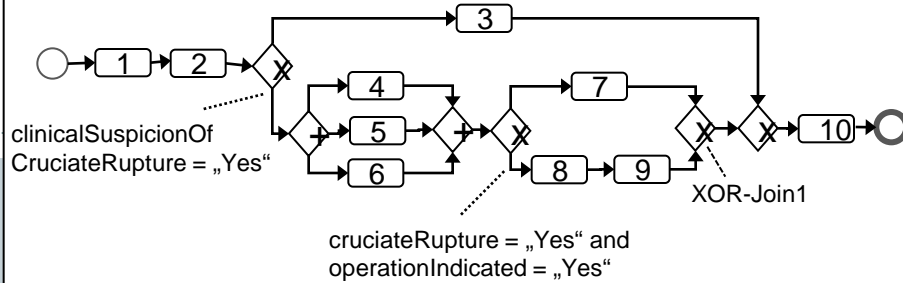 3
1
2
X
4
7
5
+
+
X
X
X
10
6
8
9
clinicalSuspicionOf
CruciateRupture = „Yes“
XOR-Join1
cruciateRupture = „Yes“ and
operationIndicated = „Yes“